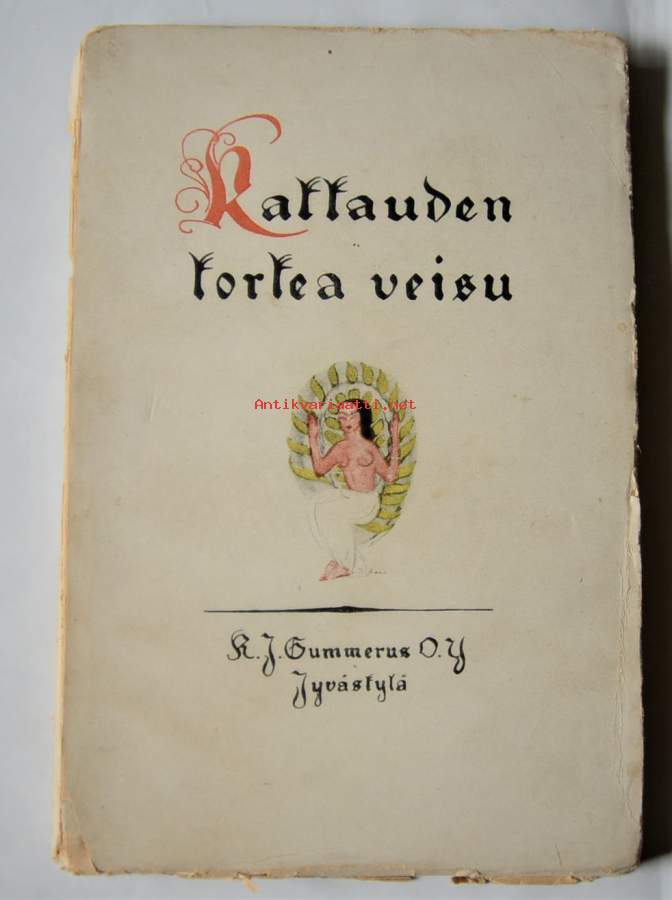 Rakkauden
korkea veisu
Antikvariaatti.net
K. J. Gummerus O.Y
Jyväskylä